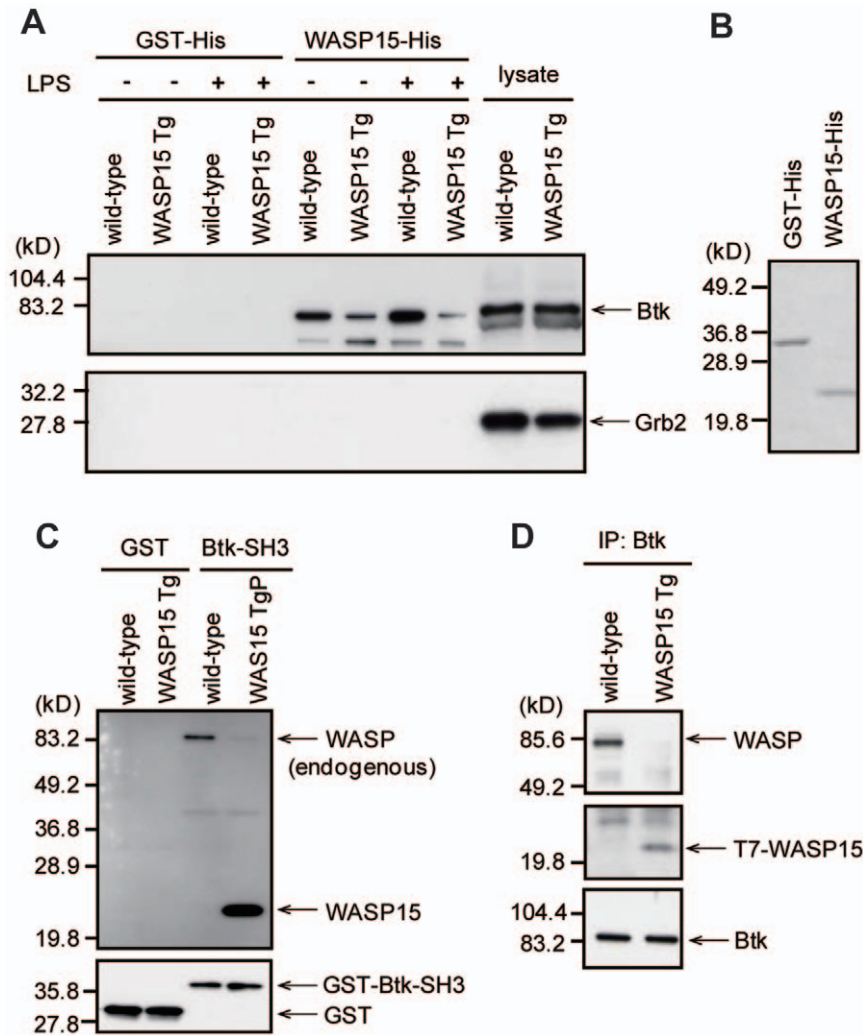 A
GST-His WASP15-His
LPS - - + + - - + + lysate
wild-type
WASP15 Tg
wild-type
WASP15 Tg
wild-type
WASP15 Tg
wild-type
WASP15 Tg
wild-type
WASP15 Tg
(kD)
104.4
83.2
Btk
32.2
27.8
Grb2
B
GST-His
WASP15-His
(kD)
49.2
36.8
28.9
19.8
C
GST Btk-SH3
wild-type
WASP15 Tg
wild-type
WAS15 TgP
(kD)
83.2
49.2
36.8
28.9
19.8
WASP
(endogenous)
WASP15
35.8
27.8
GST-Btk-SH3
GST
D
IP: Btk
wild-type
WASP15 Tg
(kD)
85.6
49.2
WASP
19.8
T7-WASP15
104.4
83.2
Btk